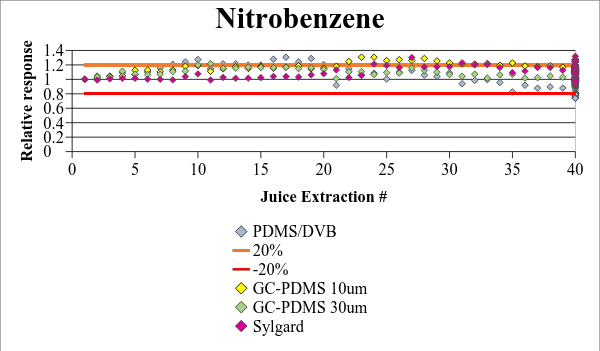 Nitrobenzene
Relative response
1.4
1.2
1
0.8
0.6
0.4
0.2
0
0 5 10 15 20 25 30 35 40
Juice Extraction #
PDMS/DVB
20%
-20%
GC-PDMS 10um
GC-PDMS 30um
Sylgard